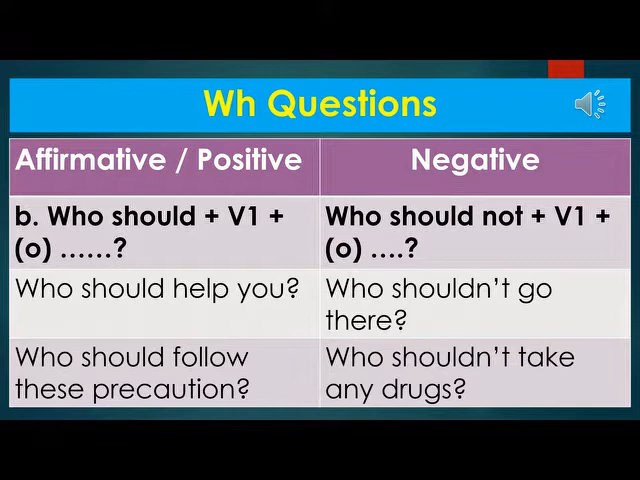 Wh Questions
Affirmative / Positive
Negative
b. Who should + V1 +
(o) ……?
Who should not + V1 +
(o) ….?
Who should help you?
Who shouldn't go
there?
Who should follow
these precaution?
Who shouldn't take
any drugs?